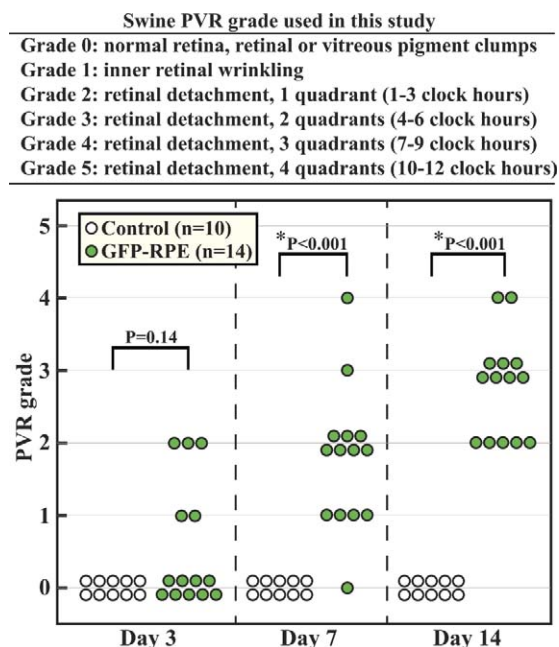 Swine PVR grade used in this study
Grade 0: normal retina, retinal or vitreous pigment clumps
Grade 1: inner retinal wrinkling
Grade 2: retinal detachment, 1 quadrant (1-3 clock hours)
Grade 3: retinal detachment, 2 quadrants (4-6 clock hours)
Grade 4: retinal detachment, 3 quadrants (7-9 clock hours)
Grade 5: retinal detachment, 4 quadrants (10-12 clock hours)
Control (n=10)
GFP-RPE (n=14)
*P<0.001
*P<0.001
P=0.14
PVR grade
5
4
3
2
1
0
Day 3
Day 7
Day 14